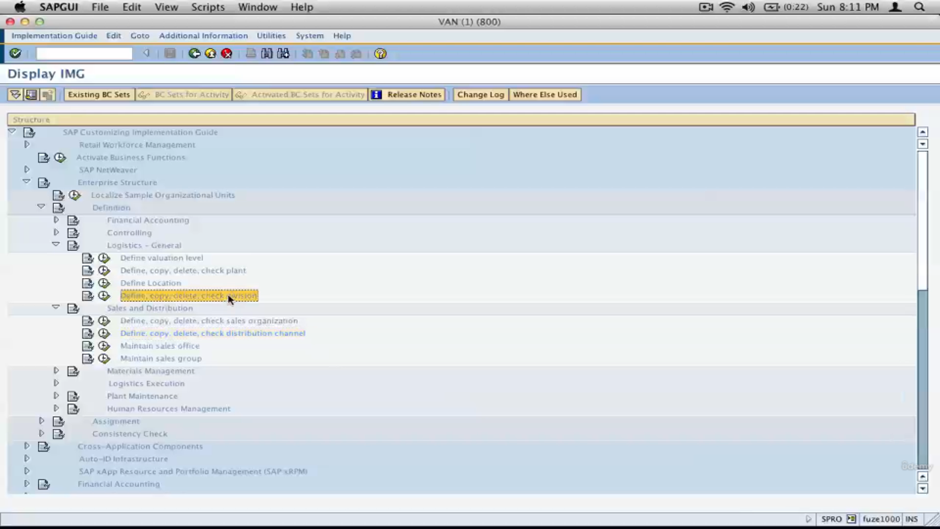 SAPGUI File Edit View Scripts Window Help (0:22) Sun 8:11 PM
VAN (1) (800)
Implementation Guide Edit Goto Additional Information Utilities System Help
Display IMG
Existing BC Sets BC Sets for Activity Activated BC Sets for Activity Release Notes Change Log Where Else Used
Structure
SAP Customizing Implementation Guide
Retail Workforce Management
Activate Business Functions
SAP NetWeaver
Enterprise Structure
Localize Sample Organizational Units
Definition
Financial Accounting
Controlling
Logistics - General
Define valuation level
Define, copy, delete, check plant
Define Location
Define, copy, delete, check division
Sales and Distribution
Define, copy, delete, check sales organization
Define, copy, delete, check distribution channel
Maintain sales office
Maintain sales group
Materials Management
Logistics Execution
Plant Maintenance
Human Resources Management
Assignment
Consistency Check
Cross-Application Components
Auto-ID Infrastructure
SAP xApp Resource and Portfolio Management (SAP xRPM)
Financial Accounting
Udemy
SPRO fuze1000 INS